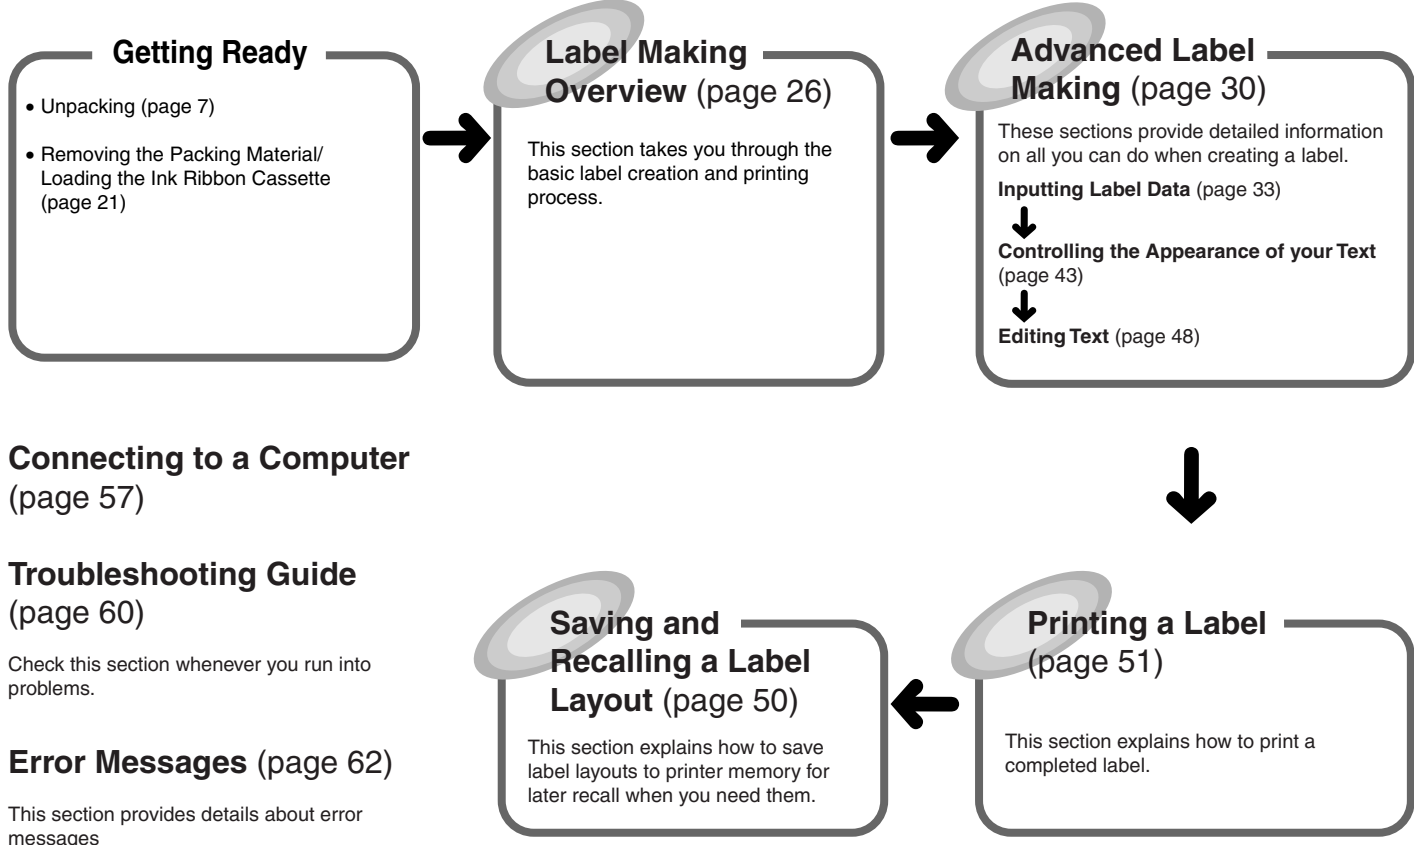 Getting Ready
• Unpacking (page 7)
• Removing the Packing Material/
Loading the Ink Ribbon Cassette
(page 21)
Label Making
Overview (page 26)
This section takes you through the
basic label creation and printing
process.
Advanced Label
Making (page 30)
These sections provide detailed information
on all you can do when creating a label.
Inputting Label Data (page 33)
Controlling the Appearance of your Text
(page 43)
Editing Text (page 48)
Printing a Label
(page 51)
This section explains how to print a
completed label.
Saving and
Recalling a Label
Layout (page 50)
This section explains how to save
label layouts to printer memory for
later recall when you need them.
Connecting to a Computer
(page 57)
Troubleshooting Guide
(page 60)
Check this section whenever you run into
problems.
Error Messages (page 62)
This section provides details about error
messages